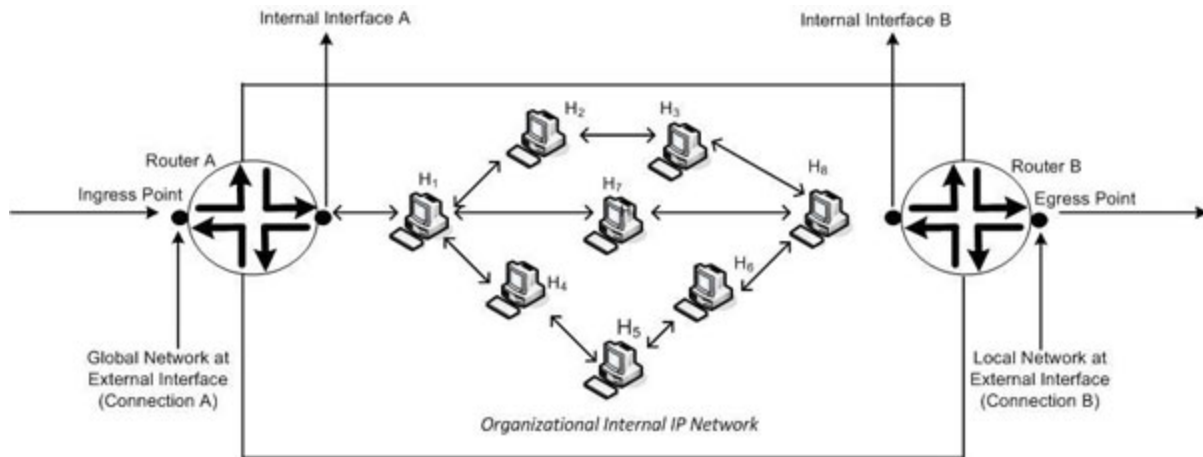 Internal Interface A
Internal Interface B
H₂
H₃
Router A
Router B
H₁
H₇
H₈
Ingress Point
Egress Point
H₄
H₆
H₅
Global Network at
External Interface
(Connection A)
Local Network at
External Interface
(Connection B)
Organizational Internal IP Network